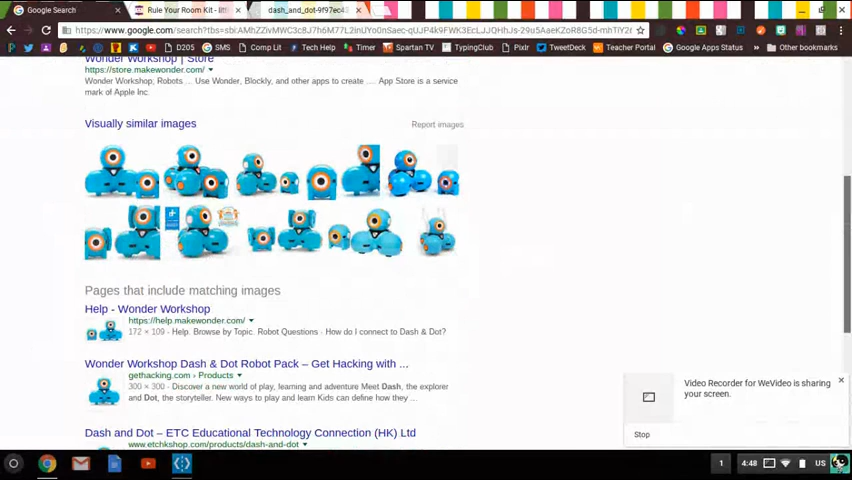 Google Search
Rule Your Room Kit - litt
dash_and_dot-9f97ec42
https://www.google.com/search?tbs=
D205
SMS
Comp Lit
Tech Help
Timer
Spartan TV
TypingClub
Pixlr
TweetDeck
Teacher Portal
Google Apps Status
Other bookmarks
Wonder Workshop | Store
https://store.makewonder.com/
Wonder Workshop, Robots ... Use Wonder, Blockly, and other apps to create .... App Store is a service
mark of Apple Inc.
Visually similar images
Report images
Pages that include matching images
Help - Wonder Workshop
https://help.makewonder.com/
172 × 109 - Help. Browse by Topic. Robot Questions · How do I connect to Dash & Dot?
Wonder Workshop Dash & Dot Robot Pack – Get Hacking with ...
gethacking.com › Products
300 × 300 - Discover a new world of play, learning and adventure Meet Dash, the explorer
and Dot, the storyteller. New ways to play and learn Kids can define how they ...
Dash and Dot – ETC Educational Technology Connection (HK) Ltd
www.etchkshop.com/products/dash-and-dot
Video Recorder for WeVideo is sharing
your screen.
Stop
1
4:48
US